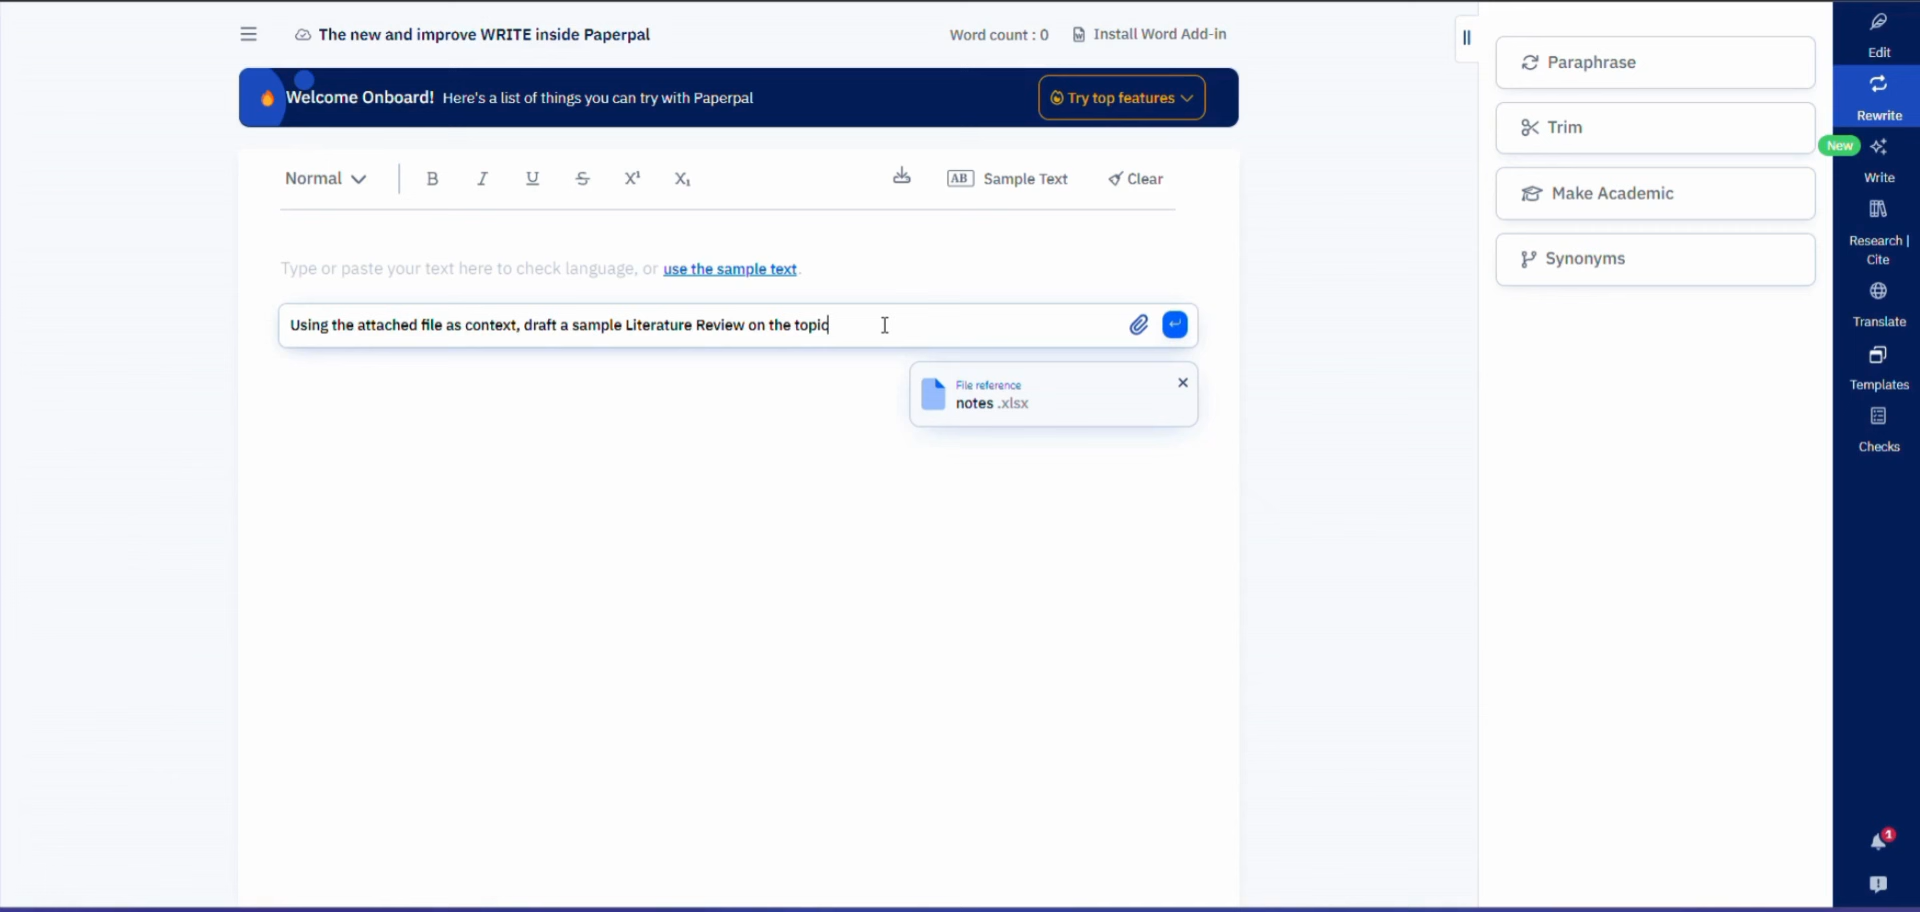 The new and improve WRITE inside Paperpal
Word count : 0
Install Word Add-in
Welcome Onboard! Here's a list of things you can try with Paperpal
Try top features
Normal
B
I
U
S
X¹
X₁
AB Sample Text
Clear
Type or paste your text here to check language, or use the sample text.
Using the attached file as context, draft a sample Literature Review on the topic
File reference
notes .xlsx
Paraphrase
Trim
Make Academic
Synonyms
Edit
Rewrite
New
Write
Research |
Cite
Translate
Templates
Checks
1